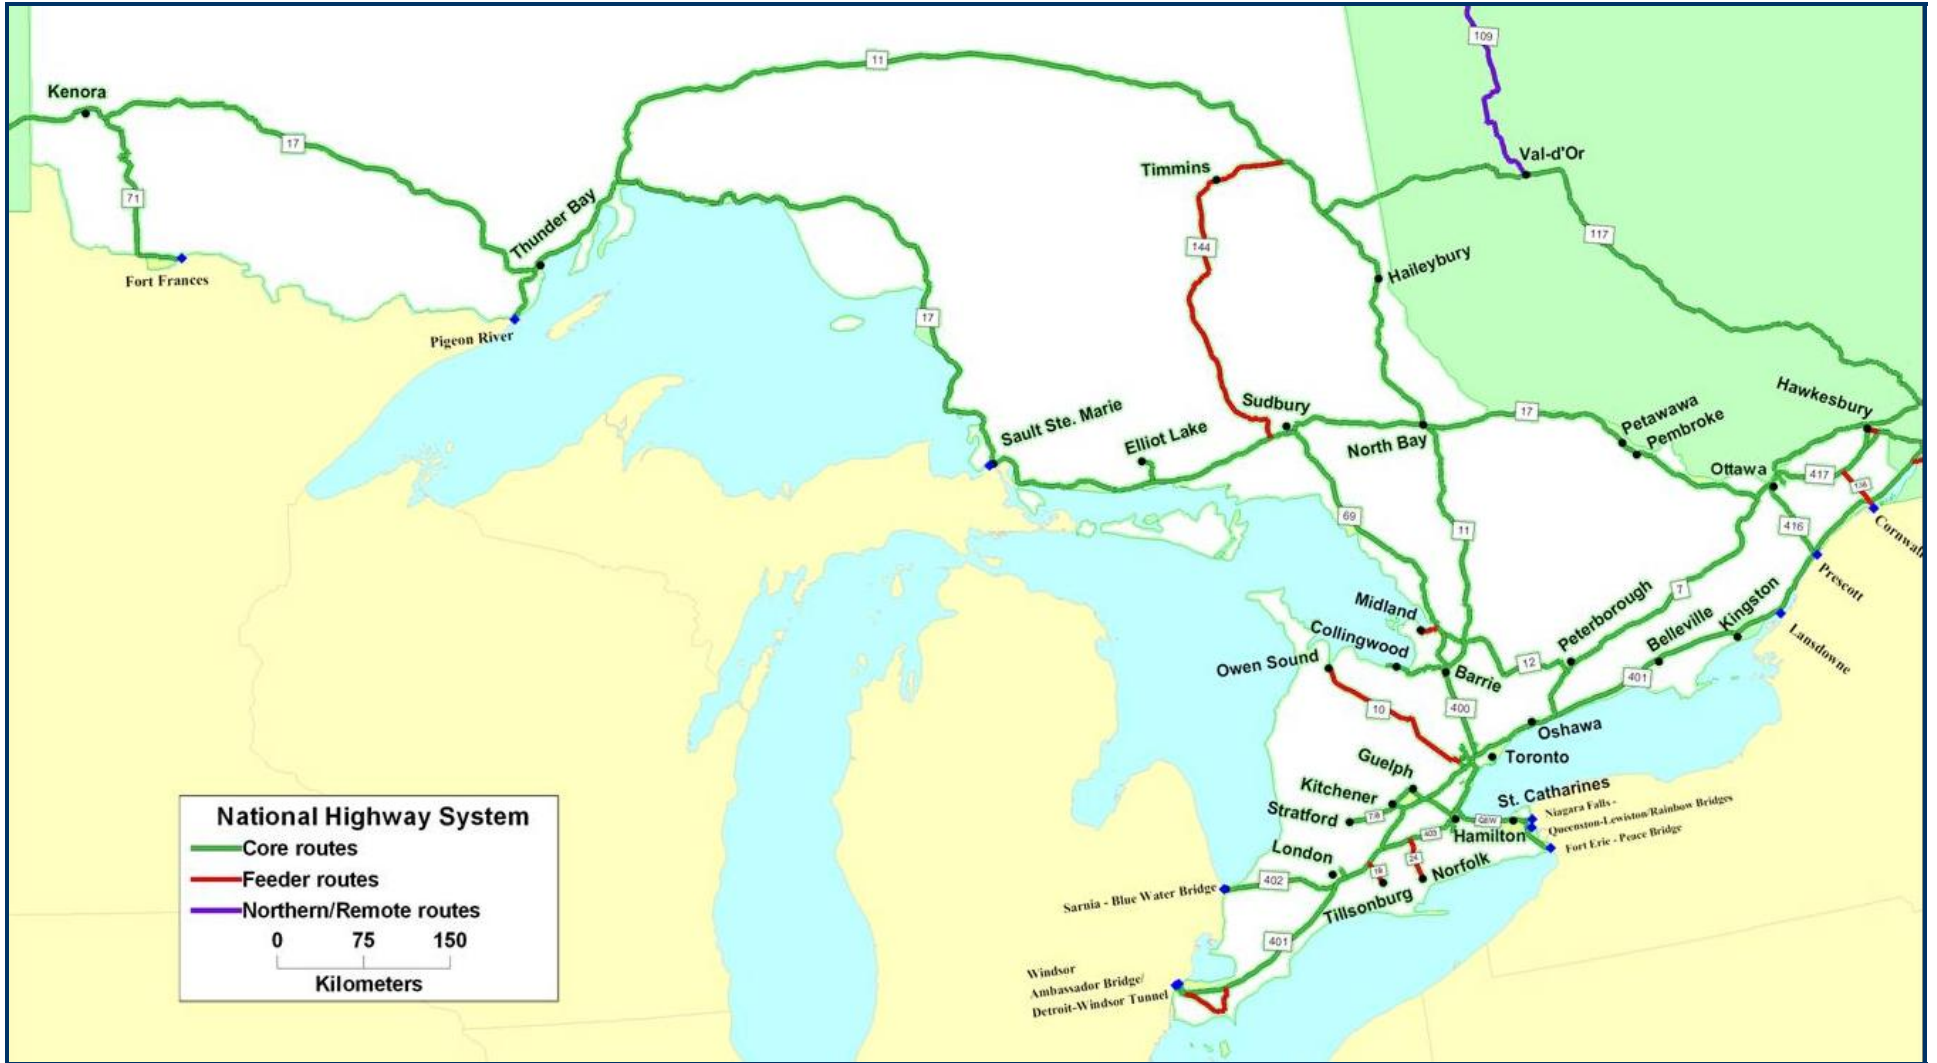 109
11
Kenora
17
Val-d'Or
Timmins
71
Thunder Bay
117
144
Haileybury
Fort Frances
17
Pigeon River
Hawkesbury
Sudbury
Sault Ste. Marie
17
Petawawa
Elliot Lake
North Bay
Pembroke
Ottawa
417
138
69
11
416
Cornwall
Prescott
7
Midland
Peterborough
Kingston
Collingwood
Belleville
Lansdowne
Owen Sound
12
Barrie
401
10
400
Oshawa
Toronto
Guelph
Kitchener
St. Catharines
Niagara Falls -
Queenston-Lewiston/Rainbow Bridges
Stratford
7/8
QEW
403
Hamilton
Fort Erie - Peace Bridge
London
24
Norfolk
19
402
Sarnia - Blue Water Bridge
Tillsonburg
401
Windsor
Ambassador Bridge/
Detroit-Windsor Tunnel
National Highway System
Core routes
Feeder routes
Northern/Remote routes
0 75 150
Kilometers